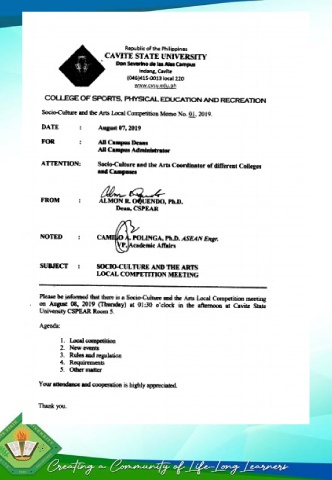 Republic of the Philippines
CAVITE STATE UNIVERSITY
Don Severino de las Alas Campus
Indang, Cavite
(046)415-0013 local 220
www.cvsu.edu.ph
COLLEGE OF SPORTS, PHYSICAL EDUCATION AND RECREATION
Socio-Culture and the Arts Local Competition Memo No. 01, 2019.
DATE : August 07, 2019
FOR : All Campus Deans
All Campus Administrator
ATTENTION: Socio-Culture and the Arts Coordinator of different Colleges
and Campuses
FROM : ALMON R. OQUENDO, Ph.D.
Dean, CSPEAR
NOTED : CAMILO A. POLINGA, Ph.D. ASEAN Engr.
VP, Academic Affairs
SUBJECT : SOCIO-CULTURE AND THE ARTS
LOCAL COMPETITION MEETING
Please be informed that there is a Socio-Culture and the Arts Local Competition meeting
on August 08, 2019 (Thursday) at 01:30 o'clock in the afternoon at Cavite State
University CSPEAR Room 5.
Agenda:
1. Local competition
2. New events
3. Rules and regulation
4. Requirements
5. Other matter
Your attendance and cooperation is highly appreciated.
Thank you.
Creating a Community of Life-Long Learners